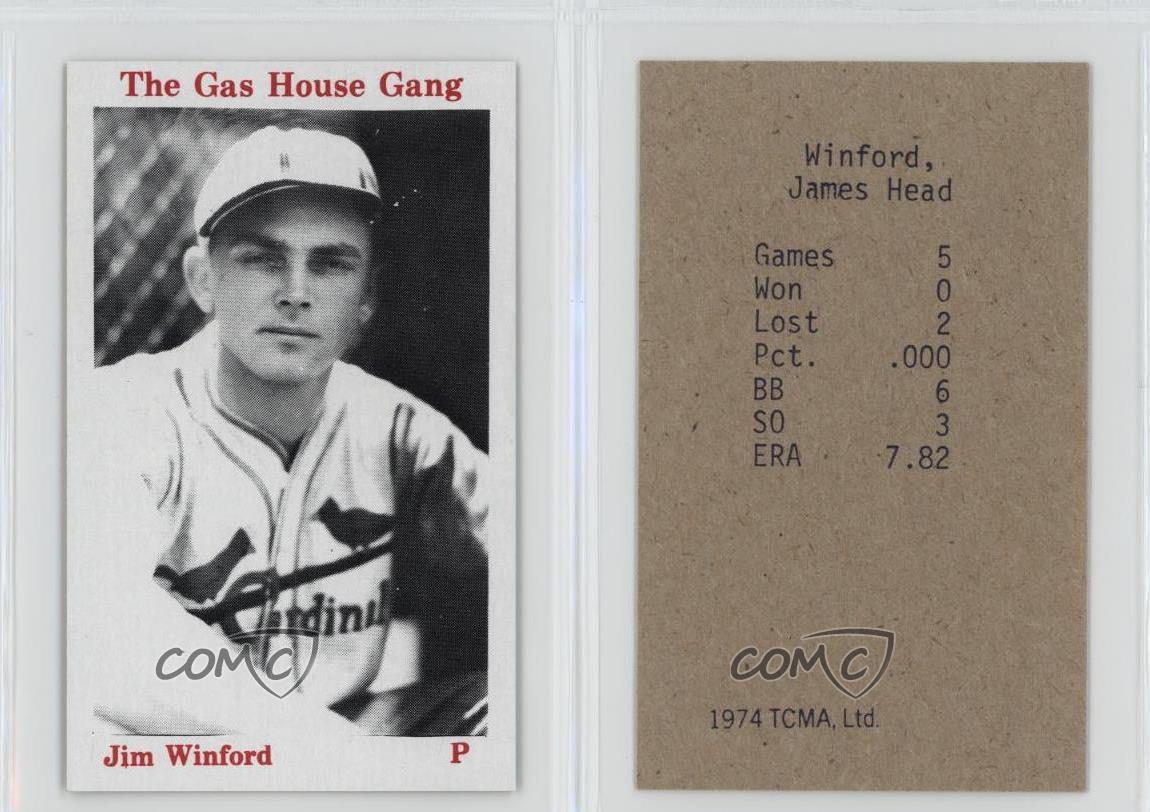 The Gas House Gang
ardinal
COMC
Jim Winford P
Winford,
James Head
Games 5
Won 0
Lost 2
Pct. .000
BB 6
SO 3
ERA 7.82
COMC
1974 TCMA, Ltd.